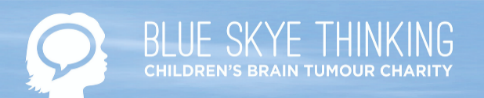 BLUE SKYE THINKING
CHILDREN'S BRAIN TUMOUR CHARITY